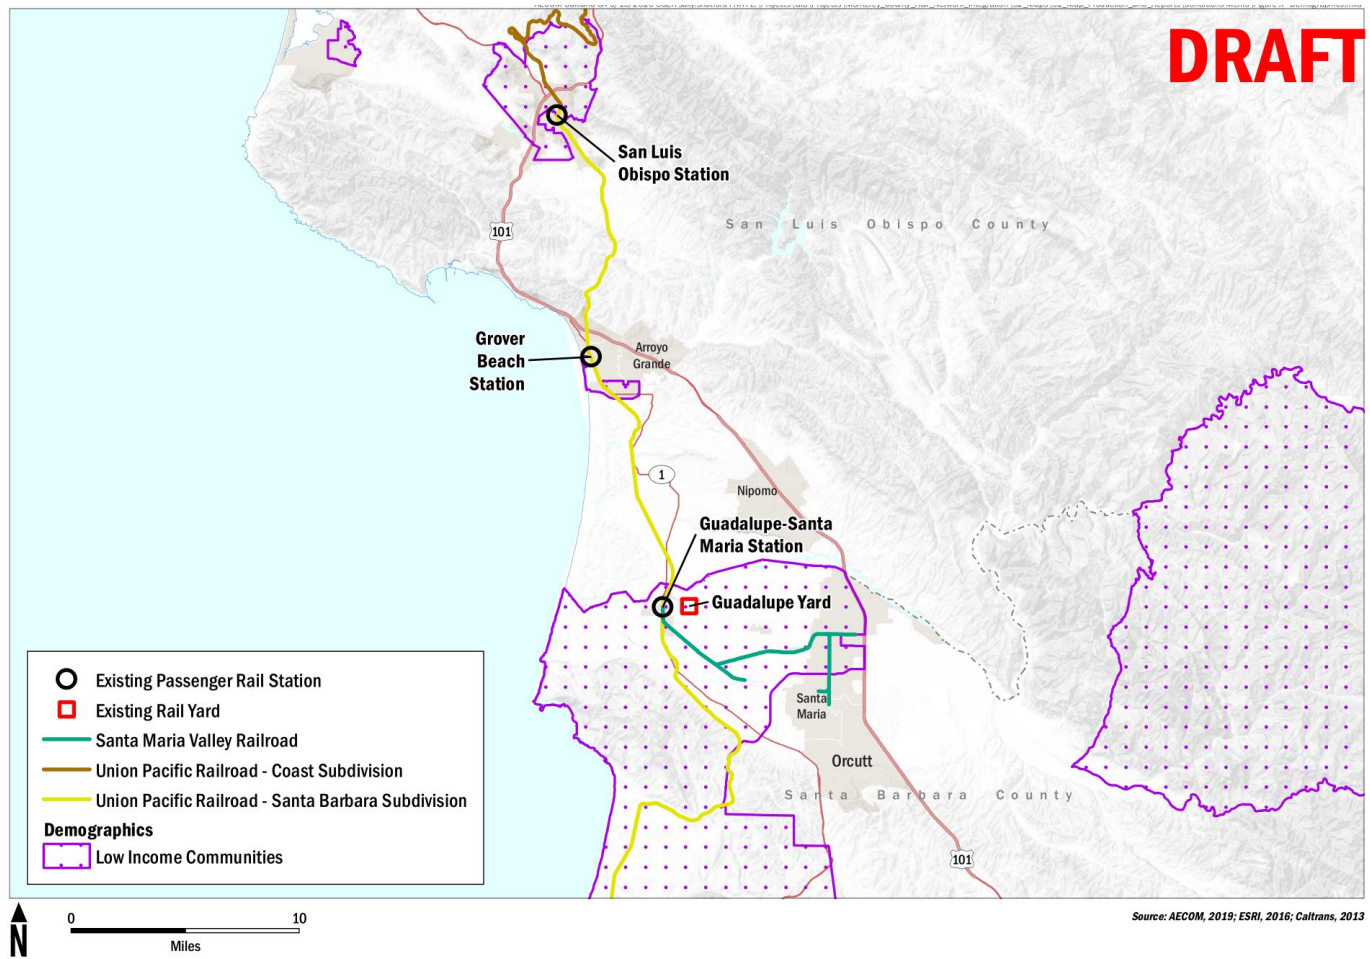 DRAFT
San Luis
Obispo Station
San Luis Obispo County
101
Grover
Beach
Station
Arroyo
Grande
1
Nipomo
Guadalupe-Santa
Maria Station
Guadalupe Yard
Santa
Maria
Orcutt
Santa Barbara County
101
Existing Passenger Rail Station
Existing Rail Yard
Santa Maria Valley Railroad
Union Pacific Railroad - Coast Subdivision
Union Pacific Railroad - Santa Barbara Subdivision
Demographics
Low Income Communities
N
0 10
Miles
Source: AECOM, 2019; ESRI, 2016; Caltrans, 2013